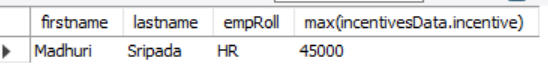 firstname lastname empRoll max(incentivesData.incentive)
Madhuri Sripada HR 45000